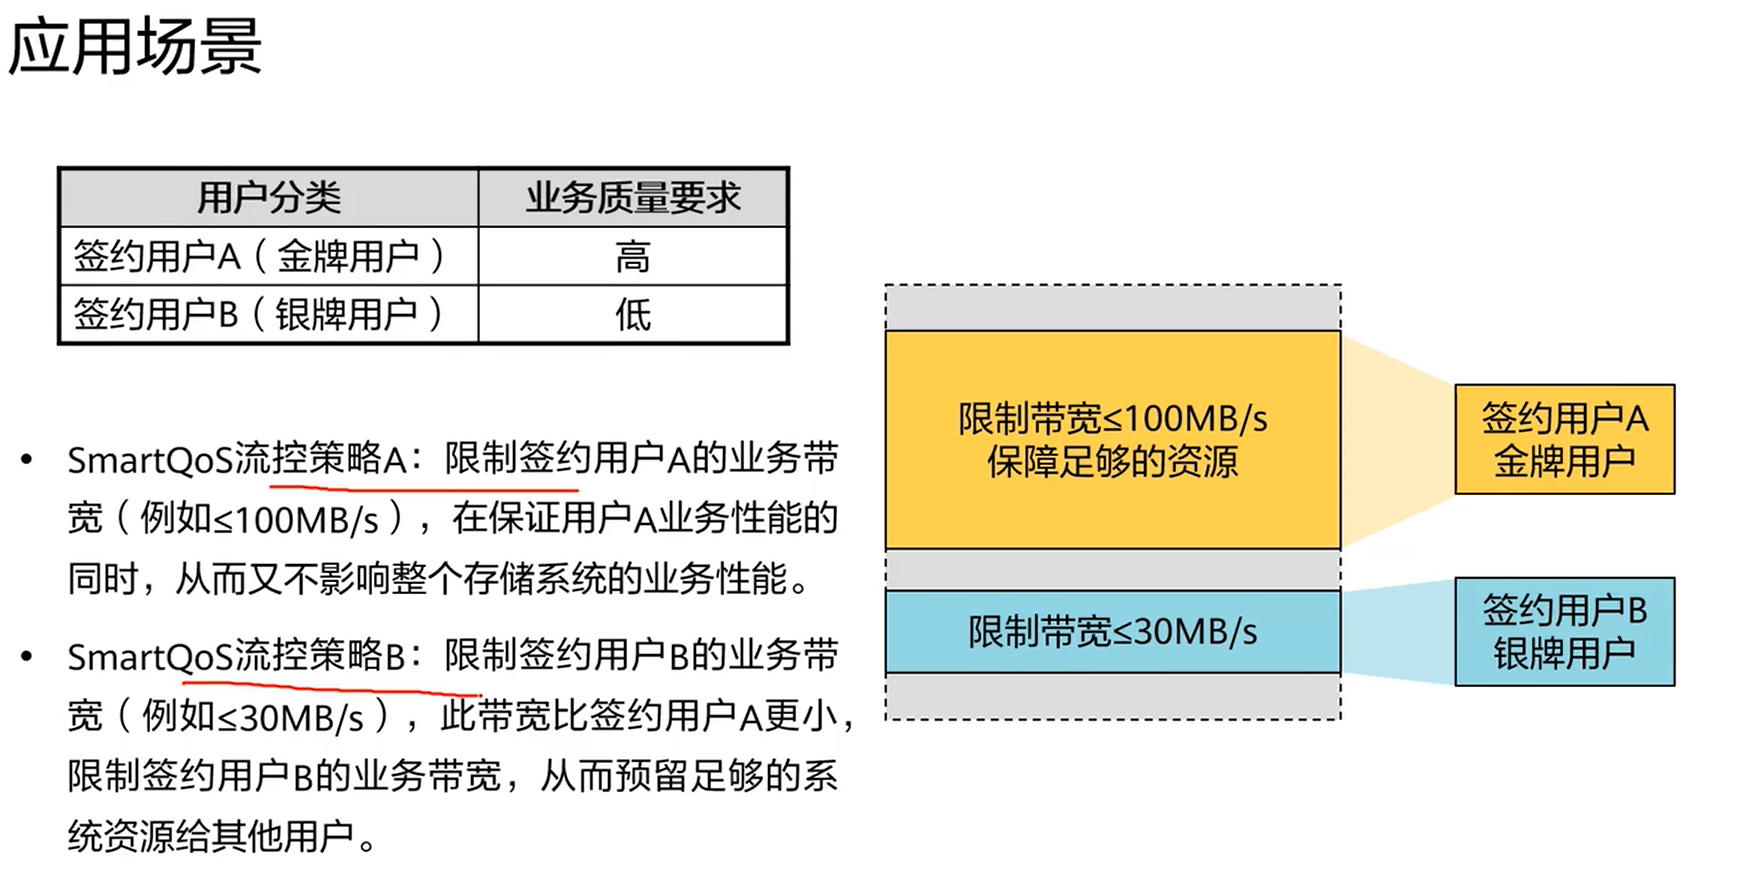 应用场景
用户分类 业务质量要求
签约用户A（金牌用户） 高
签约用户B（银牌用户） 低
• SmartQoS流控策略A：限制签约用户A的业务带
宽（例如≤100MB/s），在保证用户A业务性能的
同时，从而又不影响整个存储系统的业务性能。
• SmartQoS流控策略B：限制签约用户B的业务带
宽（例如≤30MB/s），此带宽比签约用户A更小，
限制签约用户B的业务带宽，从而预留足够的系
统资源给其他用户。
限制带宽≤100MB/s
保障足够的资源
签约用户A
金牌用户
限制带宽≤30MB/s
签约用户B
银牌用户